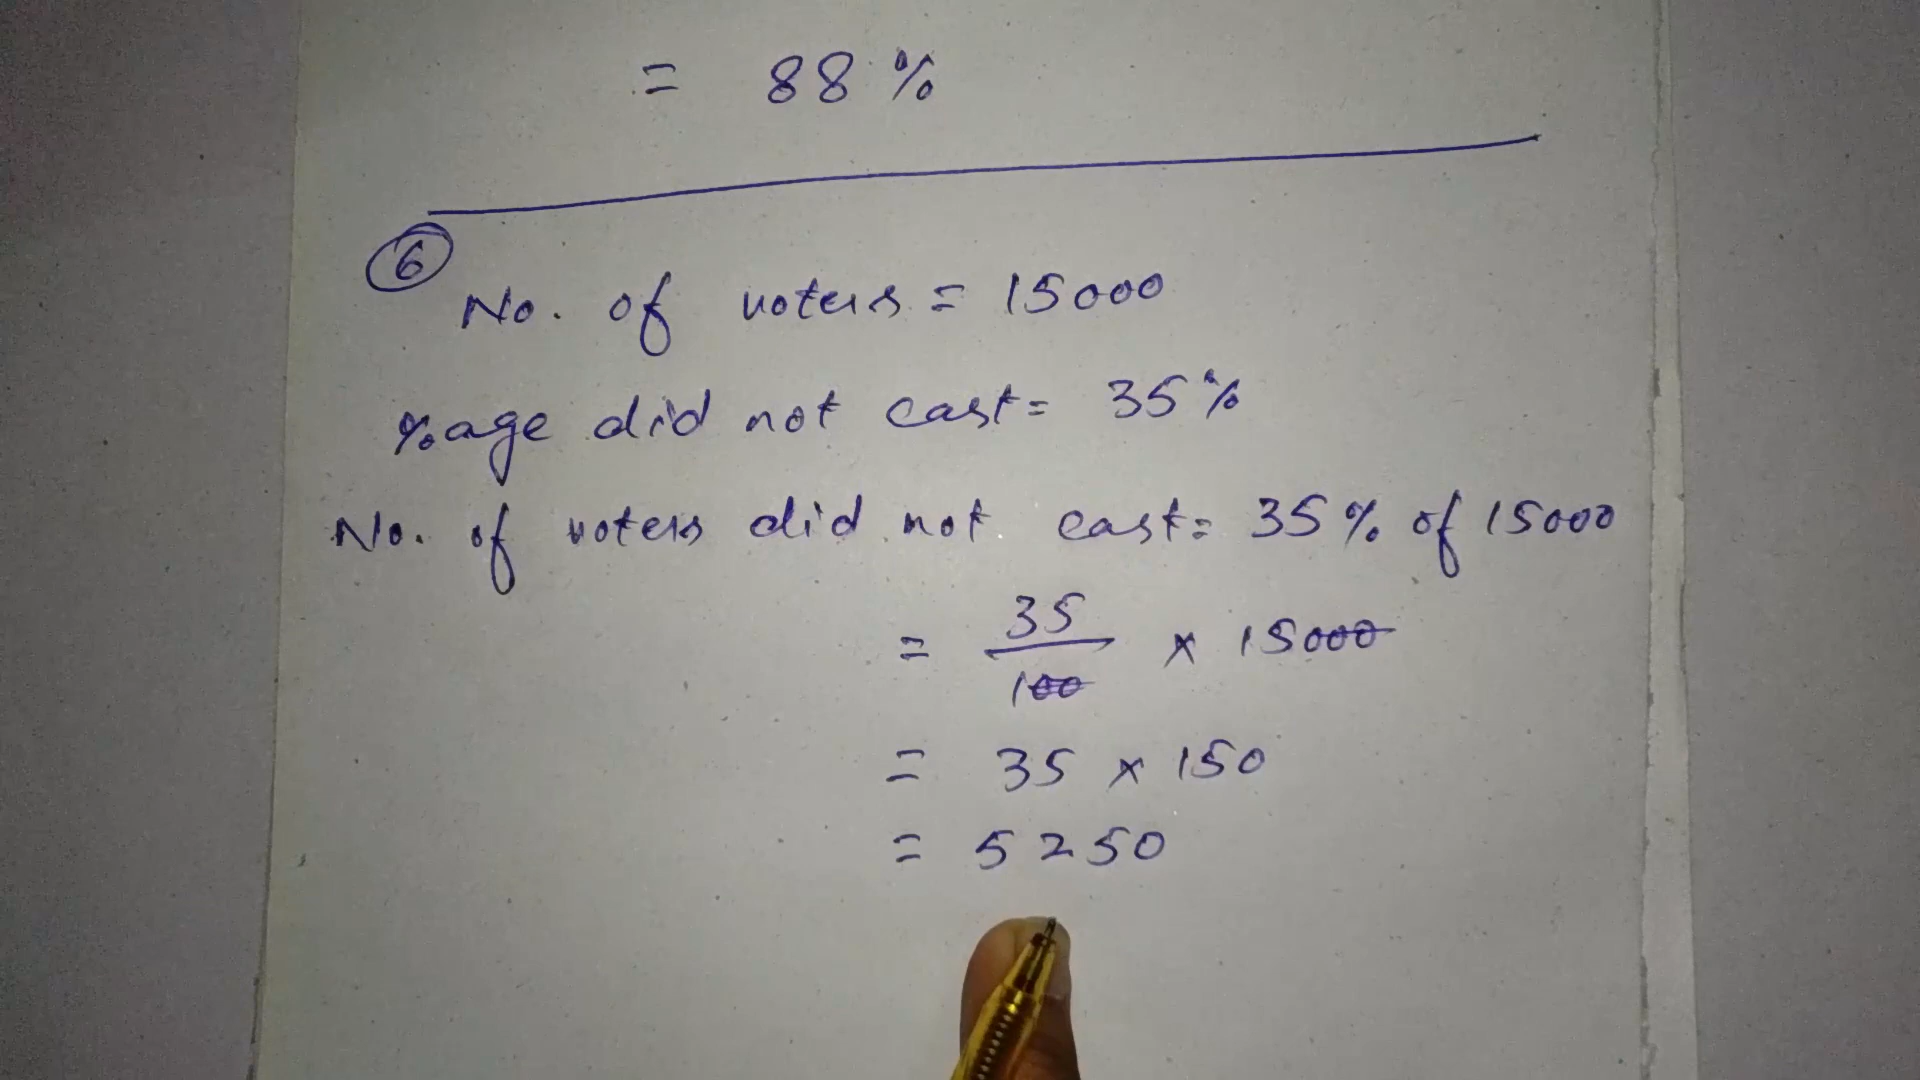 = 88 %
6
No. of voters = 15000
%age did not cast = 35%
No. of voters did not cast = 35% of 15000
= 35/100 x 15000
= 35 x 150
= 5250